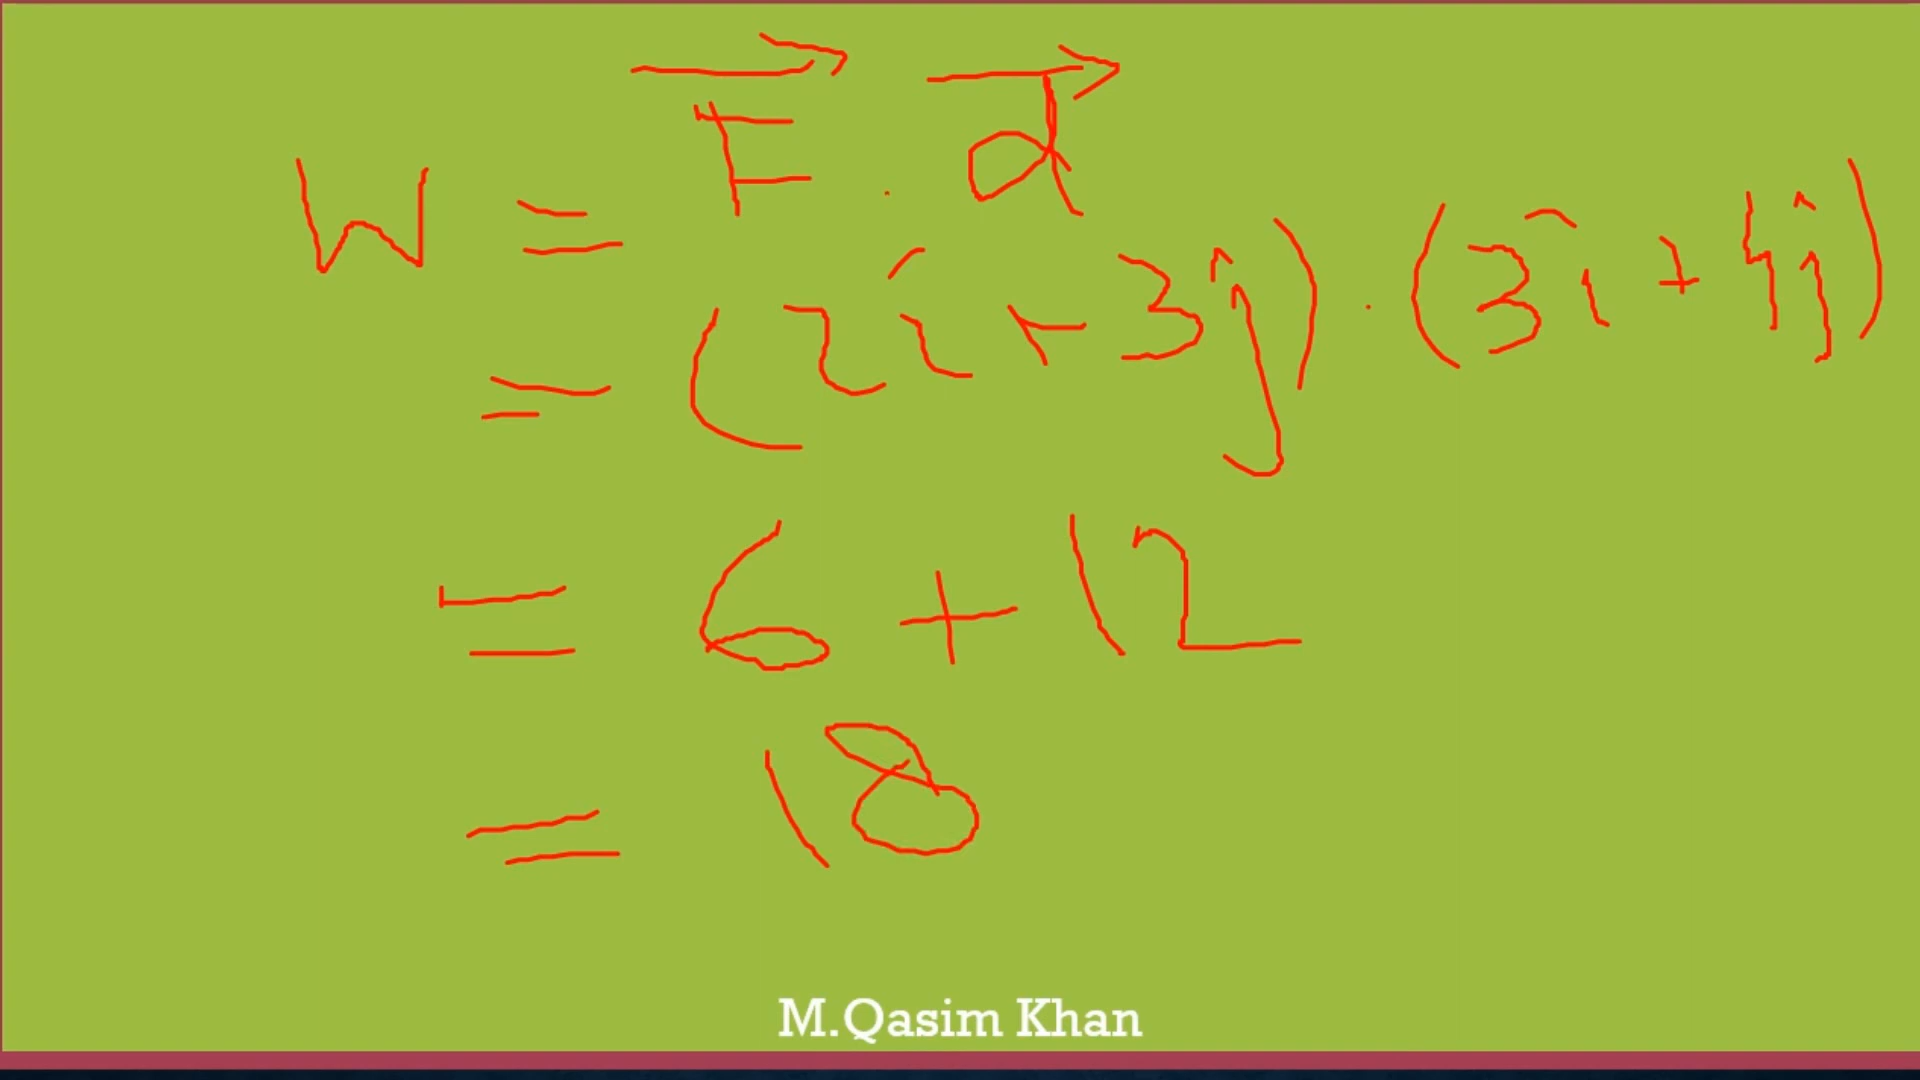 W = F⃗ . d⃗
= (2î + 3ĵ) . (3î + 4ĵ)
= 6 + 12
= 18
M.Qasim Khan